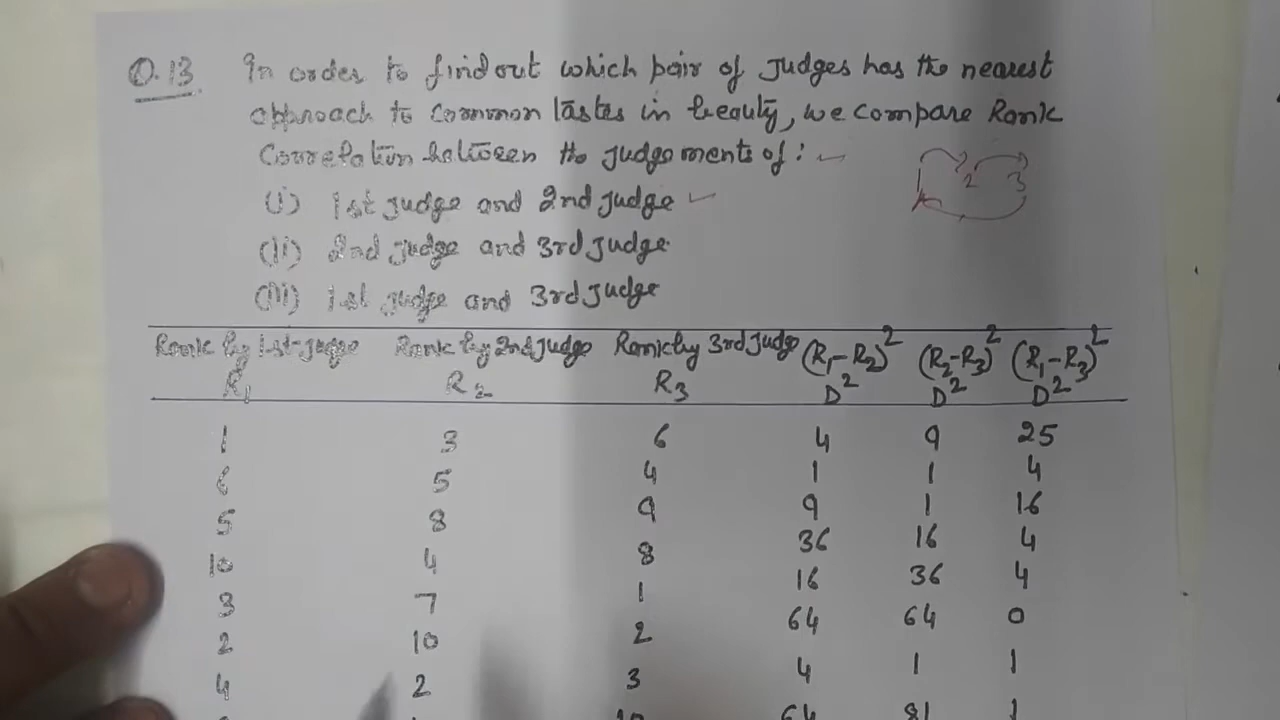 Q.13 In order to find out which pair of Judges has the nearest
approach to common tastes in beauty, we compare Rank
Correlation between the judgements of :
(i) 1st judge and 2nd judge
(ii) 2nd judge and 3rd judge
(iii) 1st judge and 3rd judge
2 3
Rank by 1st judge Rank by 2nd judge Rank by 3rd judge (R₁-R₂)² (R₂-R₃)² (R₁-R₃)²
R₁ R₂ R₃ D² D² D²
1 3 6 4 9 25
6 5 4 1 1 4
5 8 9 9 1 16
10 4 8 36 16 4
3 7 1 16 36 4
2 10 2 64 64 0
4 2 3 4 1 1
10 64 81 1